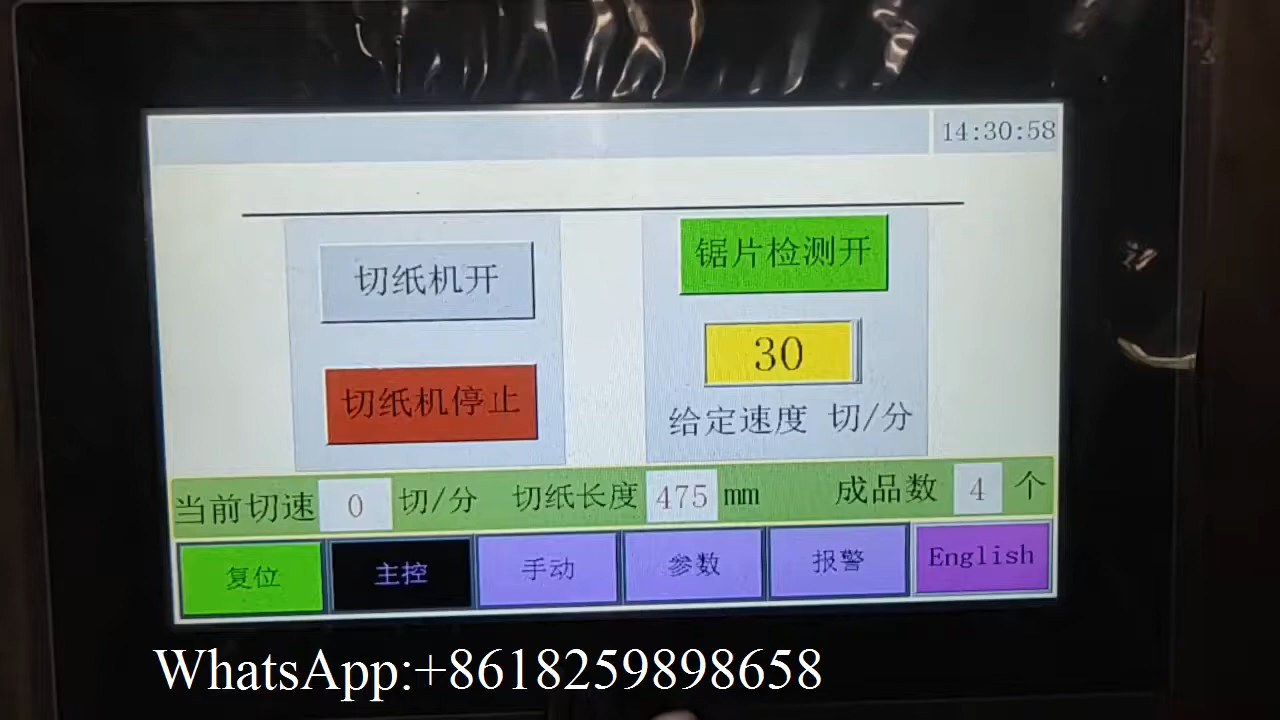 14:30:58
切纸机开
锯片检测开
30
切纸机停止
给定速度 切/分
当前切速 0 切/分 切纸长度 475 mm 成品数 4 个
复位 主控 手动 参数 报警 English
WhatsApp:+8618259898658